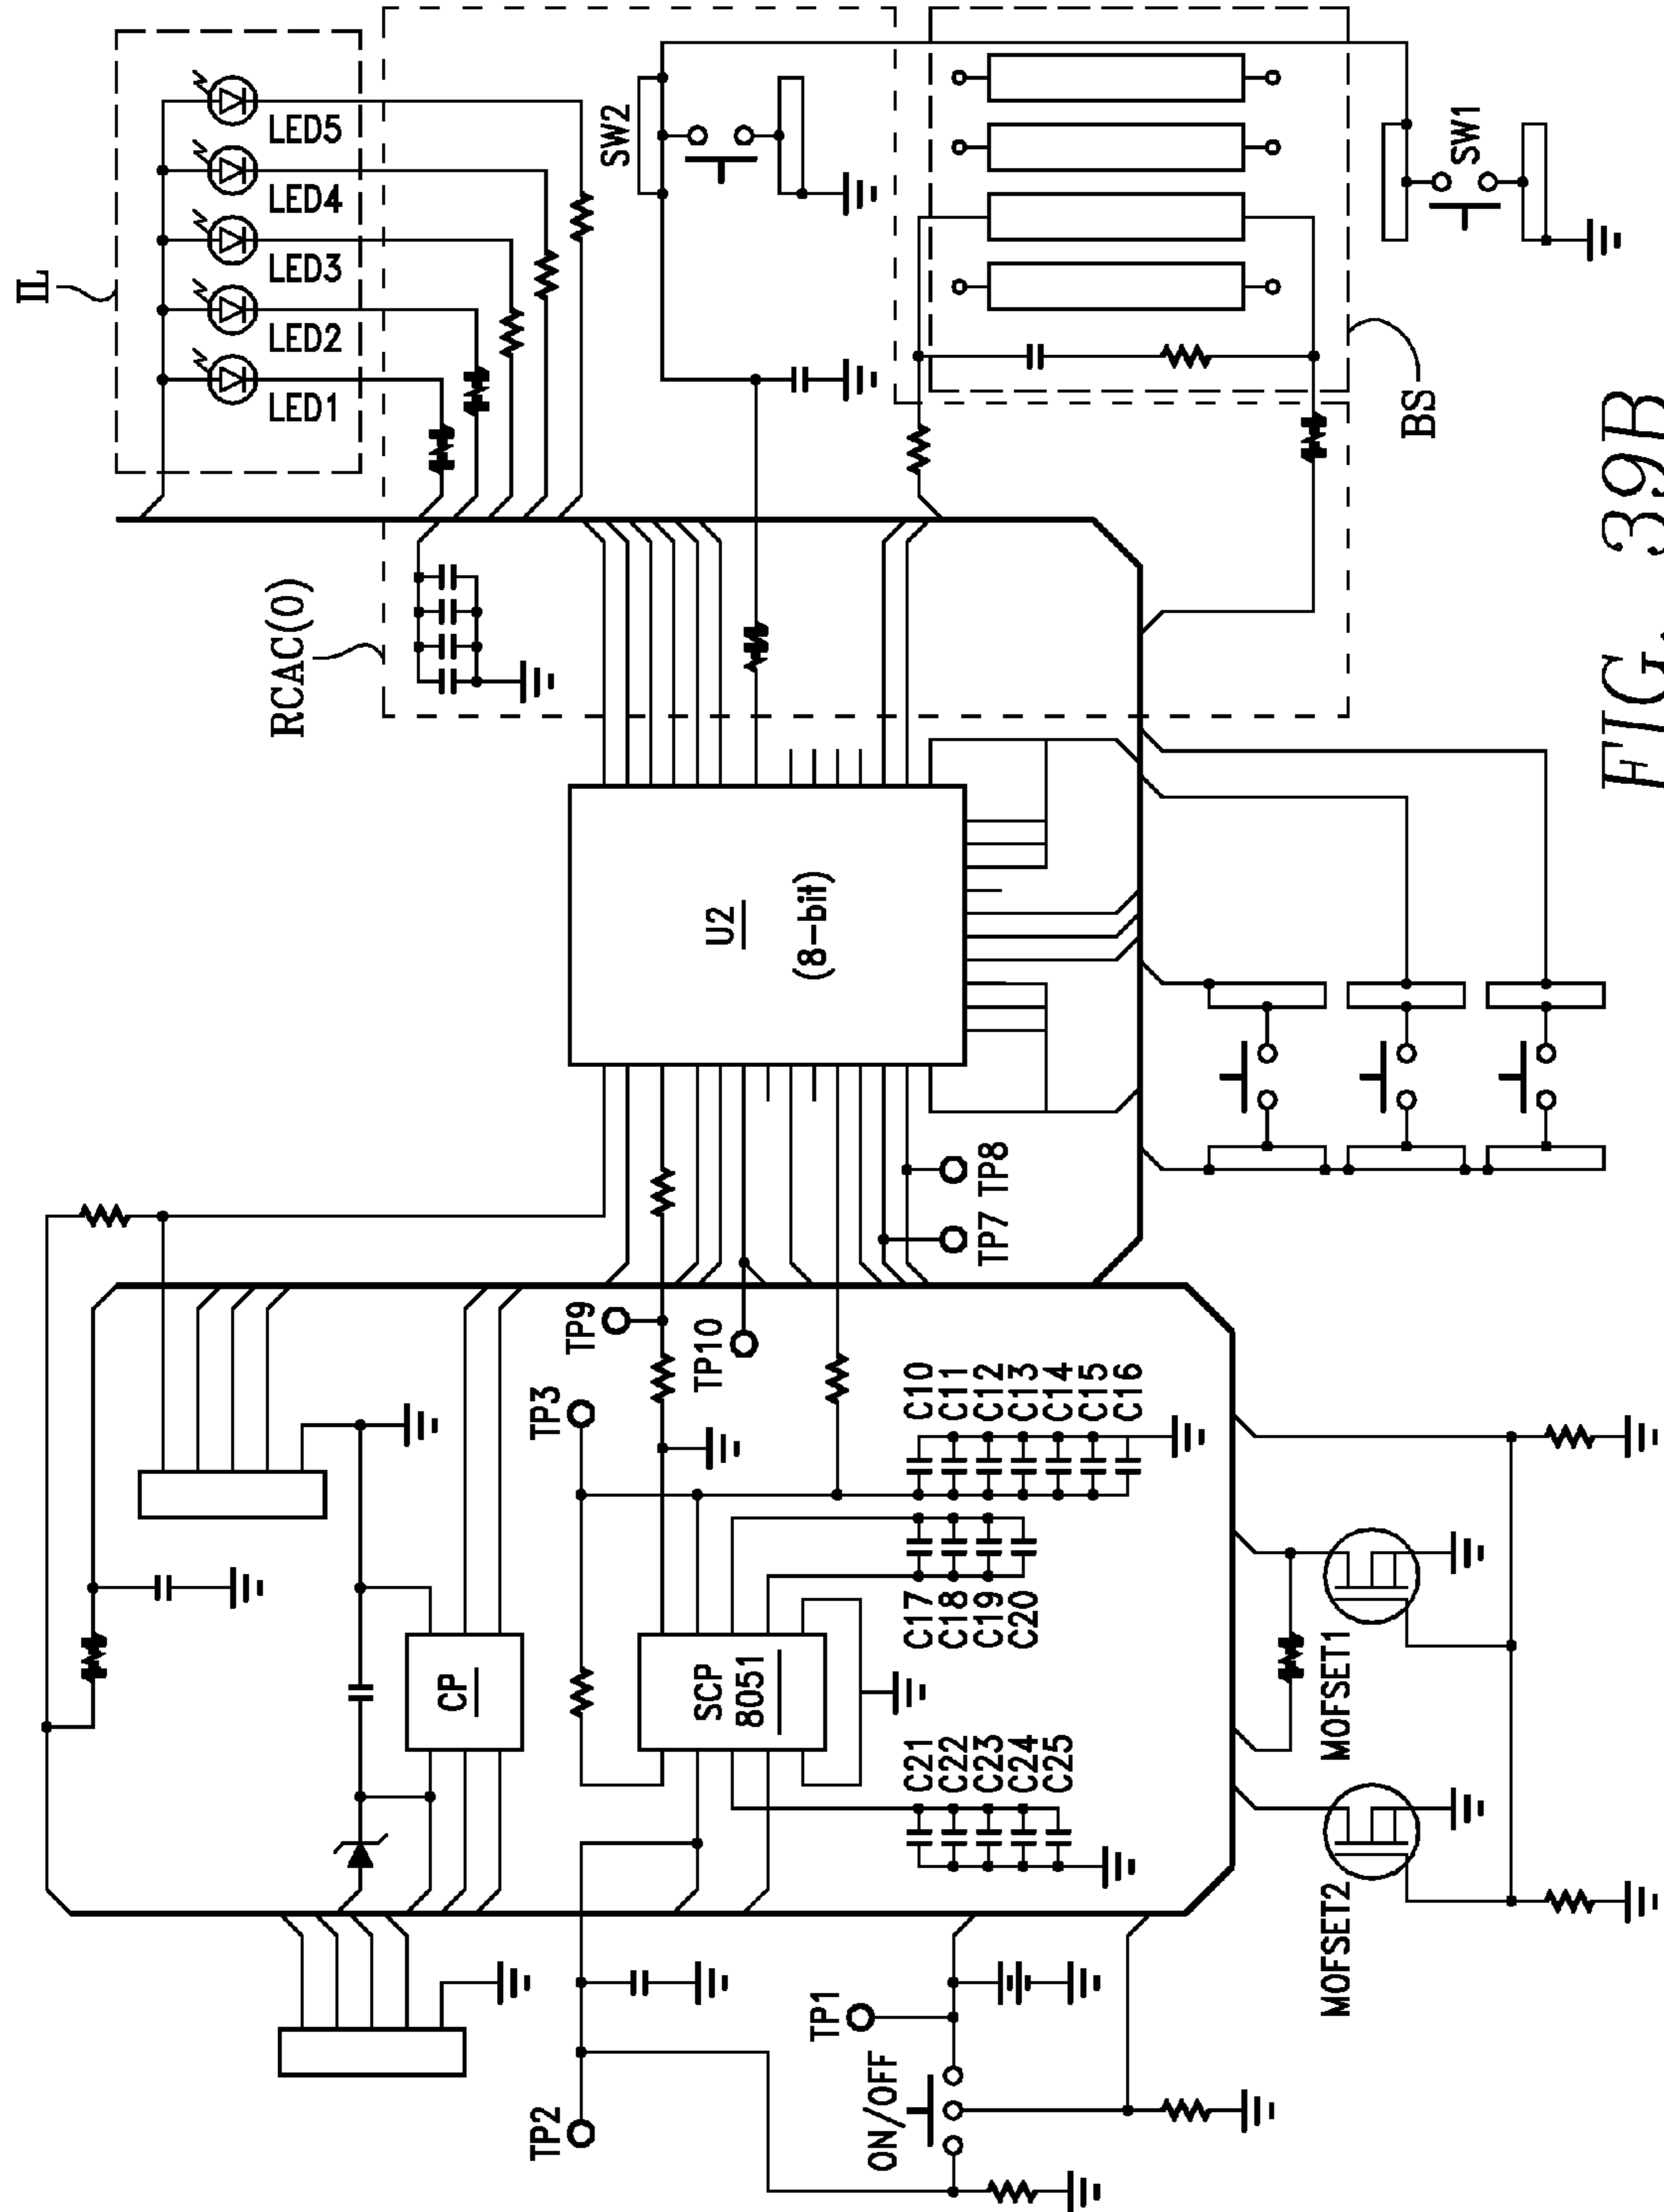 IL
LED1
LED2
LED3
LED4
LED5
RCAC(0)
SW2
SW1
BS
U2
(8-bit)
TP9
TP10
TP7
TP8
TP3
CP
SCP
8051
C10
C11
C12
C13
C14
C15
C16
C17
C18
C19
C20
C21
C22
C23
C24
C25
TP2
TP1
ON/OFF
MOFSET1
MOFSET2
FIG. 39B